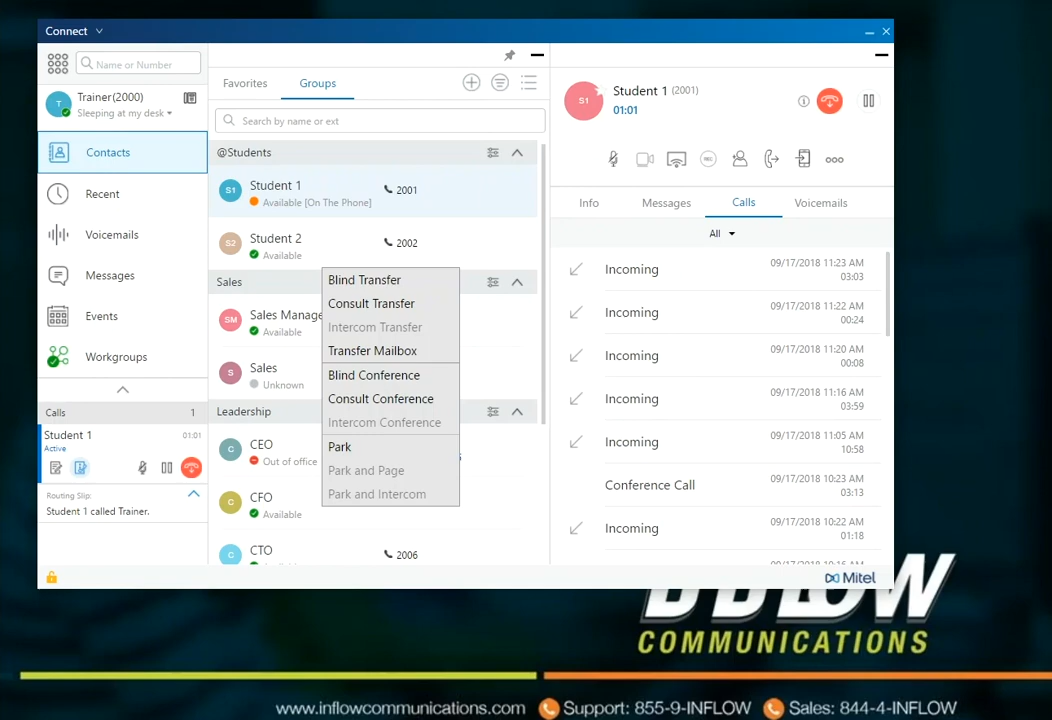 Connect
Name or Number
T
Trainer(2000)
Sleeping at my desk
Contacts
Recent
Voicemails
Messages
Events
Workgroups
Calls 1
Student 1 01:01
Active
Routing Slip:
Student 1 called Trainer.
Favorites Groups
Search by name or ext
@Students
S1 Student 1 2001
Available [On The Phone]
S2 Student 2 2002
Available
Sales
SM Sales Manage
Available
S Sales
Unknown
Leadership
C CEO
Out of office
C CFO
Available
C CTO 2006
Blind Transfer
Consult Transfer
Intercom Transfer
Transfer Mailbox
Blind Conference
Consult Conference
Intercom Conference
Park
Park and Page
Park and Intercom
S1 Student 1 (2001)
01:01
REC
Info Messages Calls Voicemails
All
Incoming 09/17/2018 11:23 AM
03:03
Incoming 09/17/2018 11:22 AM
00:24
Incoming 09/17/2018 11:20 AM
00:08
Incoming 09/17/2018 11:16 AM
03:59
Incoming 09/17/2018 11:05 AM
10:58
Conference Call 09/17/2018 10:23 AM
03:13
Incoming 09/17/2018 10:22 AM
01:18
Mitel
COMMUNICATIONS
www.inflowcommunications.com Support: 855-9-INFLOW Sales: 844-4-INFLOW